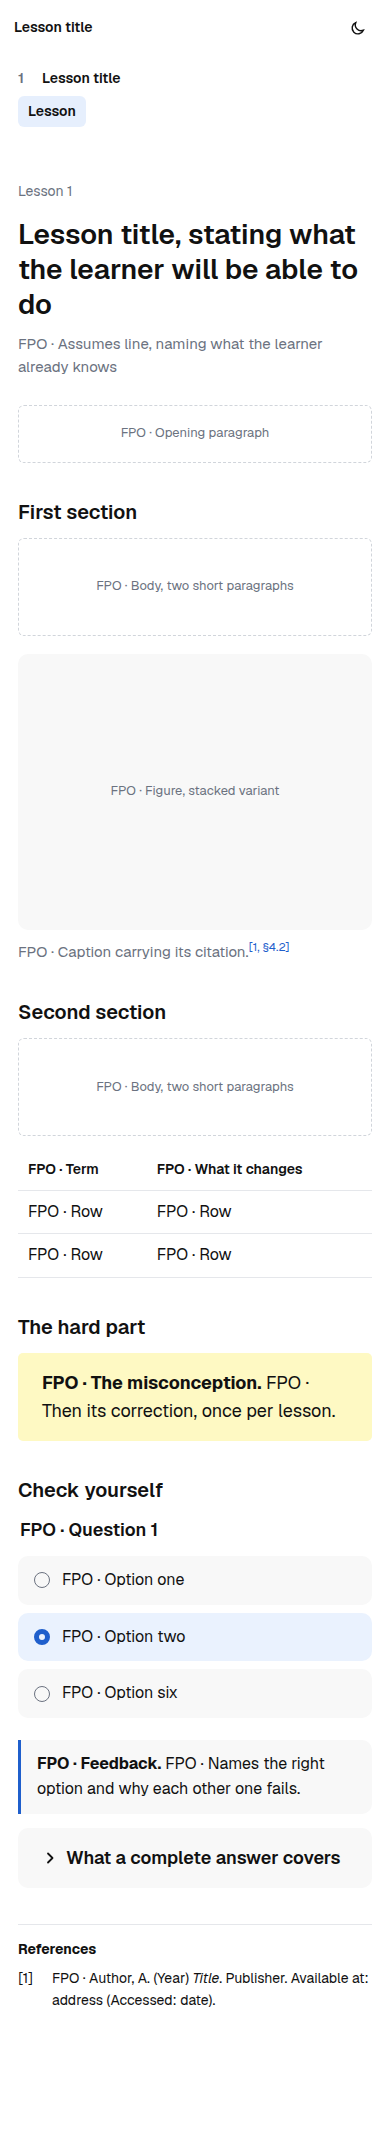 Lesson title
1 Lesson title
Lesson
Lesson 1
Lesson title, stating what
the learner will be able to
do
FPO · Assumes line, naming what the learner
already knows
FPO · Opening paragraph
First section
FPO · Body, two short paragraphs
FPO · Figure, stacked variant
FPO · Caption carrying its citation.[1, §4.2]
Second section
FPO · Body, two short paragraphs
FPO · Term FPO · What it changes
FPO · Row FPO · Row
FPO · Row FPO · Row
The hard part
FPO · The misconception. FPO ·
Then its correction, once per lesson.
Check yourself
FPO · Question 1
FPO · Option one
FPO · Option two
FPO · Option six
FPO · Feedback. FPO · Names the right
option and why each other one fails.
What a complete answer covers
References
[1] FPO · Author, A. (Year) Title. Publisher. Available at:
address (Accessed: date).